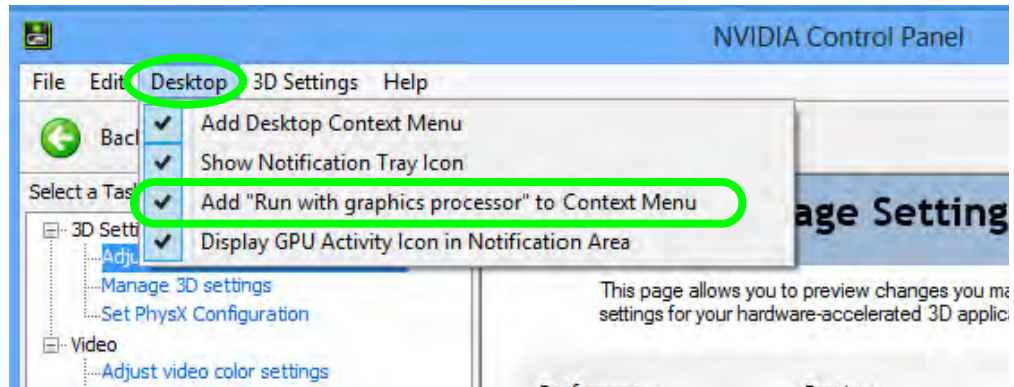 NVIDIA Control Panel
File Edit Desktop 3D Settings Help
Add Desktop Context Menu
Show Notification Tray Icon
Add "Run with graphics processor" to Context Menu
Display GPU Activity Icon in Notification Area
Select a
3D
Manage 3D settings
Set PhysX Configuration
Video
Adjust video color settings
This page allows you to preview changes you
settings for your hardware-accelerated 3D